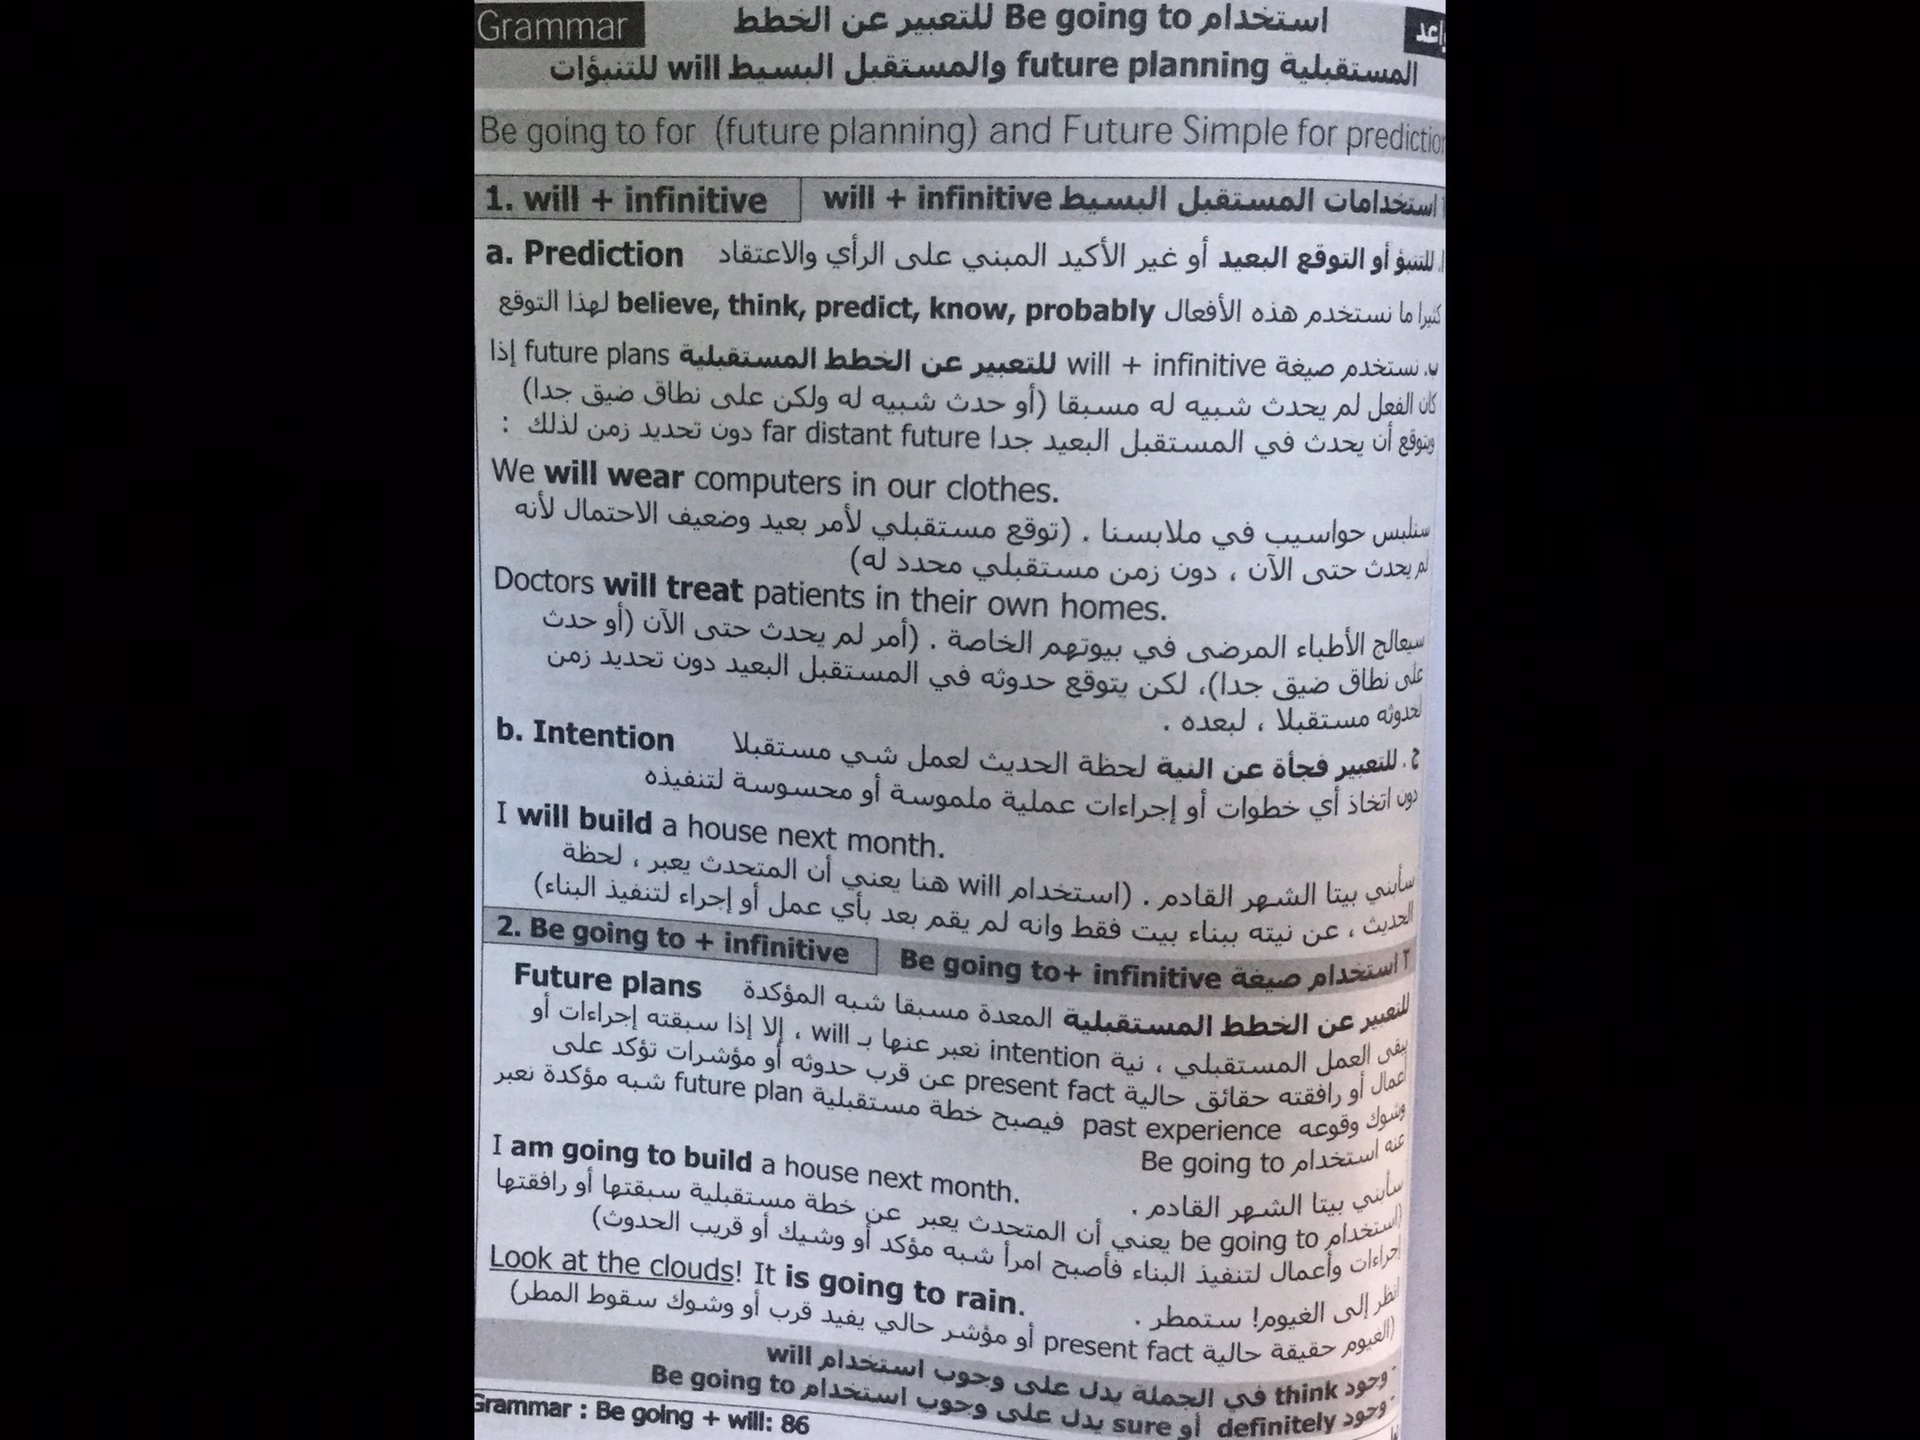 Grammar
استخدام Be going to للتعبير عن الخطط
المستقبلية future planning والمستقبل البسيط will للتنبؤات
Be going to for (future planning) and Future Simple for predictio
1. will + infinitive استخدامات المستقبل البسيط will + infinitive
a. Prediction للتنبؤ أو التوقع البعيد أو غير الأكيد المبني على الرأي والاعتقاد
كثيرا ما نستخدم هذه الأفعال believe, think, predict, know, probably لهذا التوقع
ب. نستخدم صيغة will + infinitive للتعبير عن الخطط المستقبلية future plans إذا
كان الفعل لم يحدث شبيه له مسبقا (أو حدث شبيه له ولكن على نطاق ضيق جدا)
ويتوقع أن يحدث في المستقبل البعيد جدا far distant future دون تحديد زمن لذلك :
We will wear computers in our clothes.
سنلبس حواسيب في ملابسنا . (توقع مستقبلي لأمر بعيد وضعيف الاحتمال لأنه
لم يحدث حتى الآن ، دون زمن مستقبلي محدد له)
Doctors will treat patients in their own homes.
سيعالج الأطباء المرضى في بيوتهم الخاصة . (أمر لم يحدث حتى الآن (أو حدث
على نطاق ضيق جدا)، لكن يتوقع حدوثه في المستقبل البعيد دون تحديد زمن
لحدوثه مستقبلا ، لبعده .
b. Intention ج. للتعبير فجأة عن النية لحظة الحديث لعمل شي مستقبلا
دون اتخاذ أي خطوات أو إجراءات عملية ملموسة أو محسوسة لتنفيذه
I will build a house next month.
سأبني بيتا الشهر القادم . (استخدام will هنا يعني أن المتحدث يعبر ، لحظة
الحديث ، عن نيته ببناء بيت فقط وانه لم يقم بعد بأي عمل أو إجراء لتنفيذ البناء)
2. Be going to + infinitive ٢ استخدام صيغة Be going to+ infinitive
Future plans للتعبير عن الخطط المستقبلية المعدة مسبقا شبه المؤكدة
يبقى العمل المستقبلي ، نية intention نعبر عنها بـ will ، إلا إذا سبقته إجراءات أو
أعمال أو رافقته حقائق حالية present fact عن قرب حدوثه أو مؤشرات تؤكد على
وشوك وقوعه past experience فيصبح خطة مستقبلية future plan شبه مؤكدة نعبر
عنه استخدام Be going to
I am going to build a house next month.
سأبني بيتا الشهر القادم .
(استخدام be going to يعني أن المتحدث يعبر عن خطة مستقبلية سبقتها أو رافقتها
إجراءات وأعمال لتنفيذ البناء فأصبح امرأ شبه مؤكد أو وشيك أو قريب الحدوث)
Look at the clouds! It is going to rain.
انظر إلى الغيوم! ستمطر .
(الغيوم حقيقة حالية present fact أو مؤشر حالي يفيد قرب أو وشوك سقوط المطر)
- وجود think في الجملة يدل على وجوب استخدام will
- وجود definitely أو sure يدل على وجوب استخدام Be going to
Grammar : Be going + will: 86